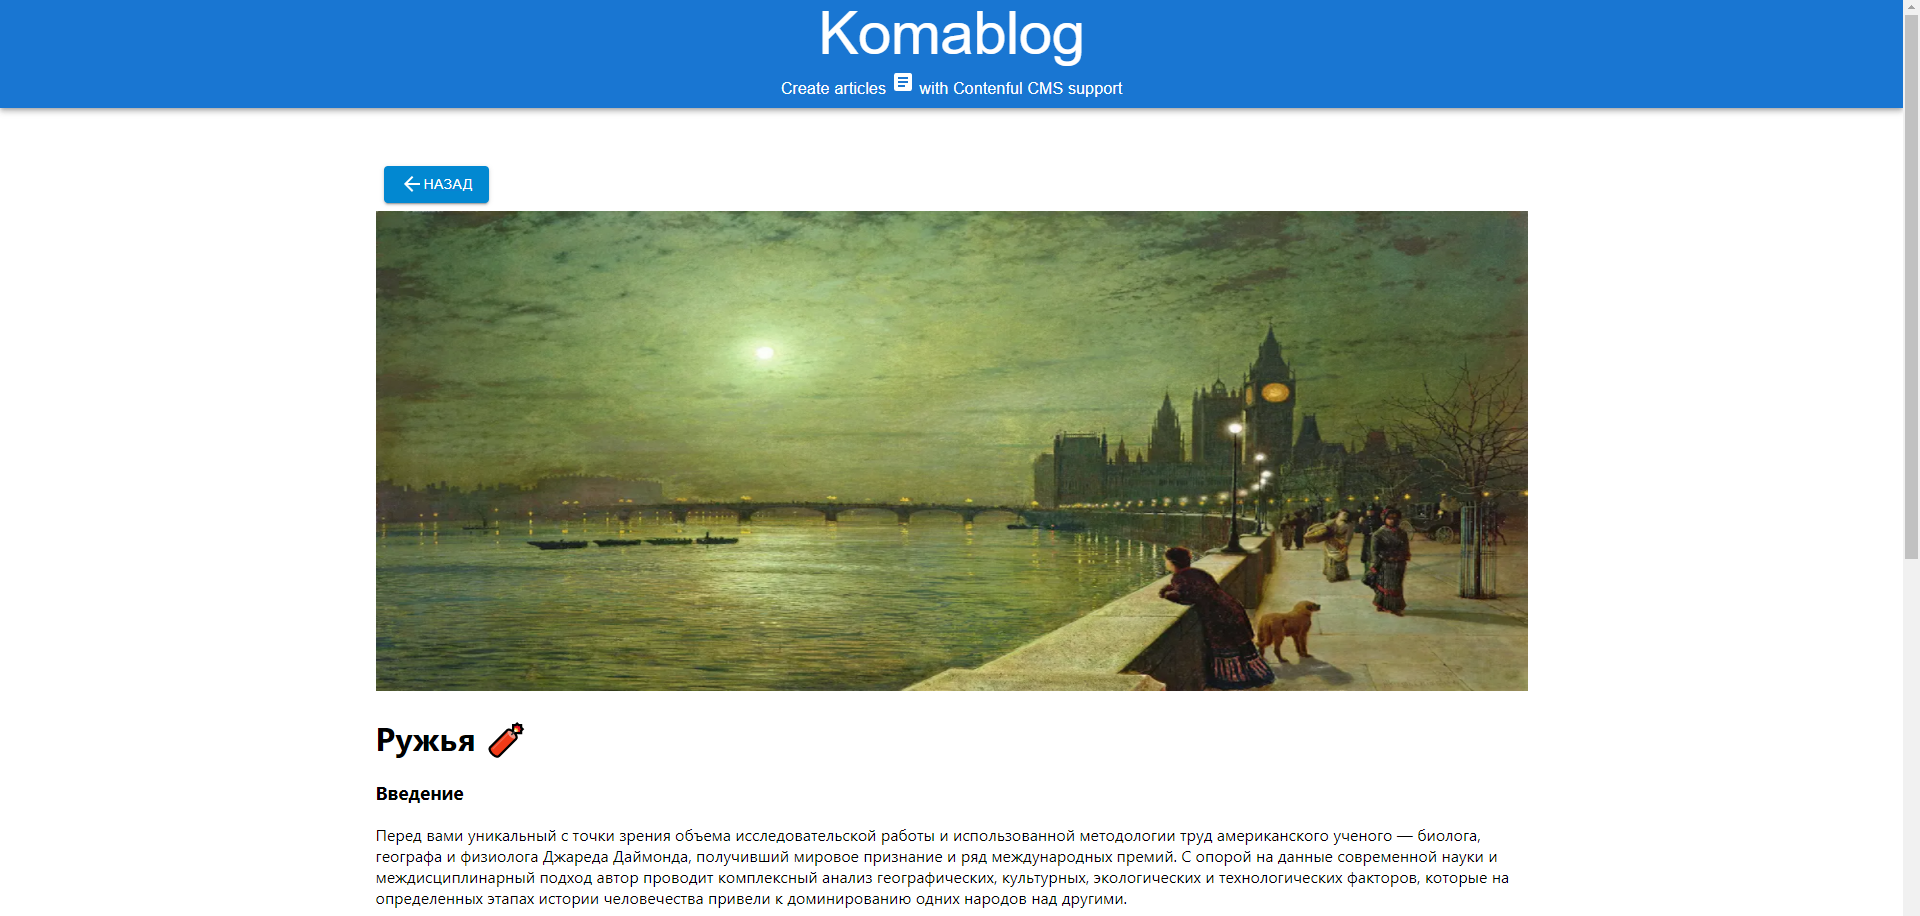 Komablog
Create articles with Contenful CMS support
НАЗАД
Ружья 🧨
Введение
Перед вами уникальный с точки зрения объема исследовательской работы и использованной методологии труд американского ученого — биолога,
географа и физиолога Джареда Даймонда, получивший мировое признание и ряд международных премий. С опорой на данные современной науки и
междисциплинарный подход автор проводит комплексный анализ географических, культурных, экологических и технологических факторов, которые на
определенных этапах истории человечества привели к доминированию одних народов над другими.